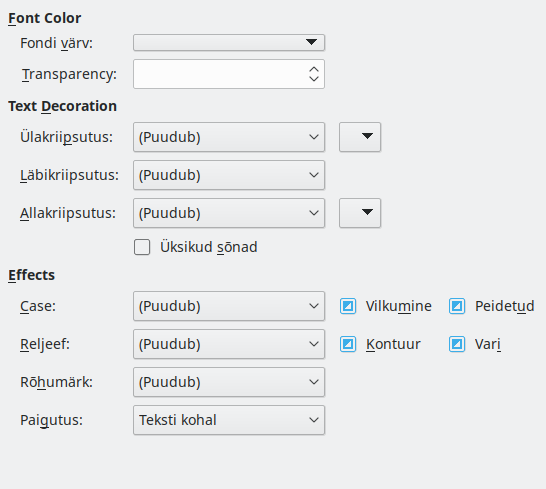 Font Color
Fondi värv:
Transparency:
Text Decoration
Ülakriipsutus: (Puudub)
Läbikriipsutus: (Puudub)
Allakriipsutus: (Puudub)
Üksikud sõnad
Effects
Case: (Puudub) Vilkumine Peidetud
Reljeef: (Puudub) Kontuur Vari
Rõhumärk: (Puudub)
Paigutus: Teksti kohal